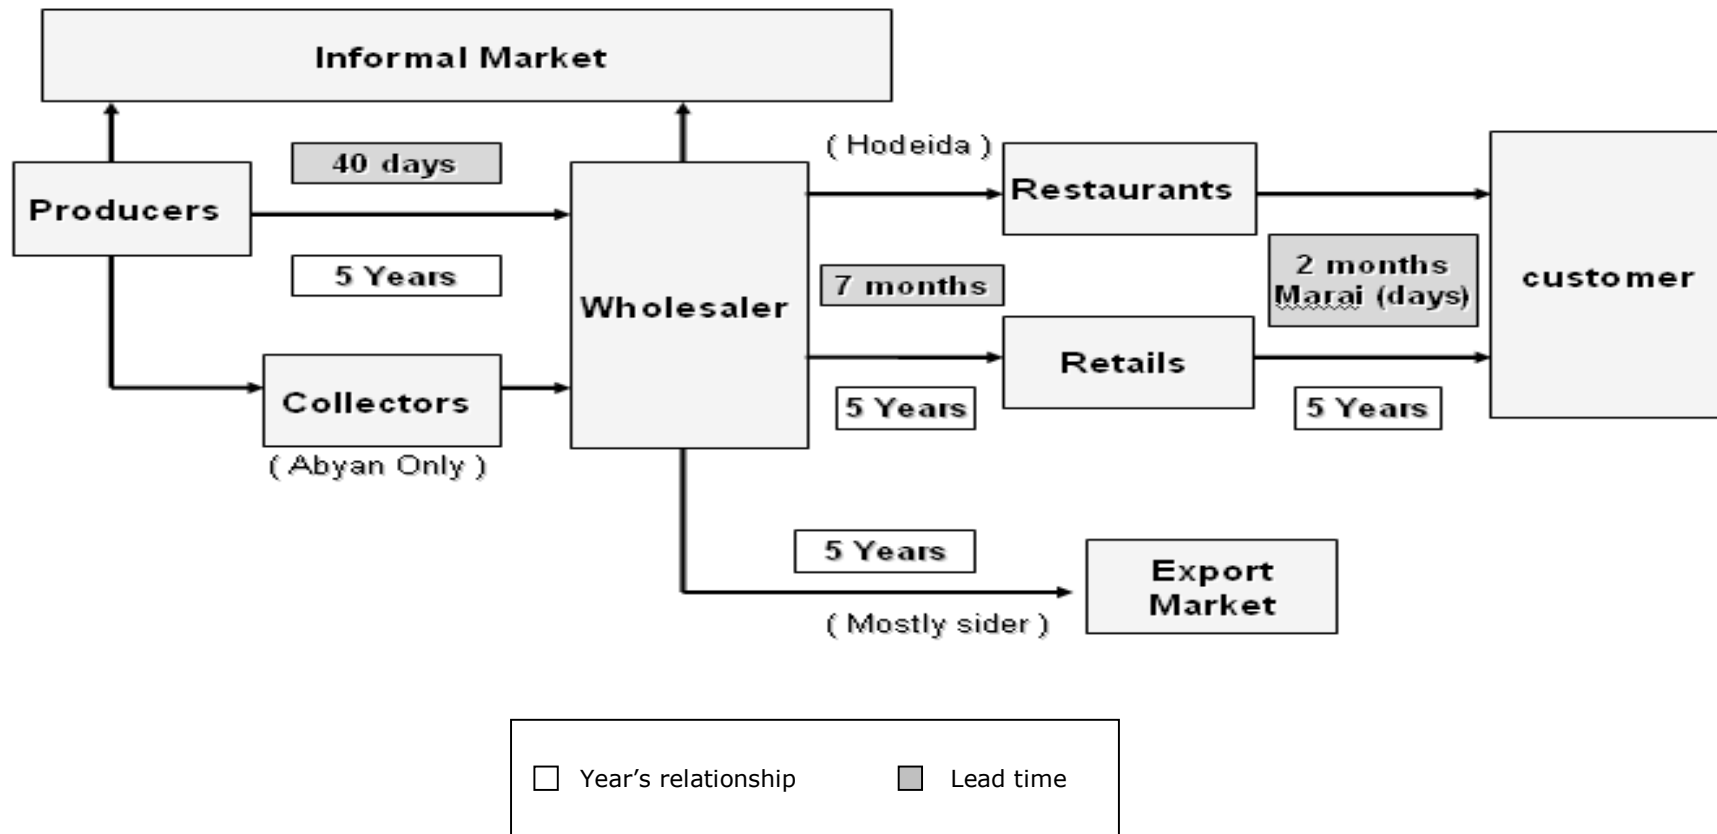 Informal Market
( Hodeida )
40 days
Producers
Restaurants
5 Years
Wholesaler
7 months
2 months
Marai (days)
customer
Retails
Collectors
( Abyan Only )
5 Years
5 Years
5 Years
Export
Market
( Mostly sider )
Year’s relationship
Lead time